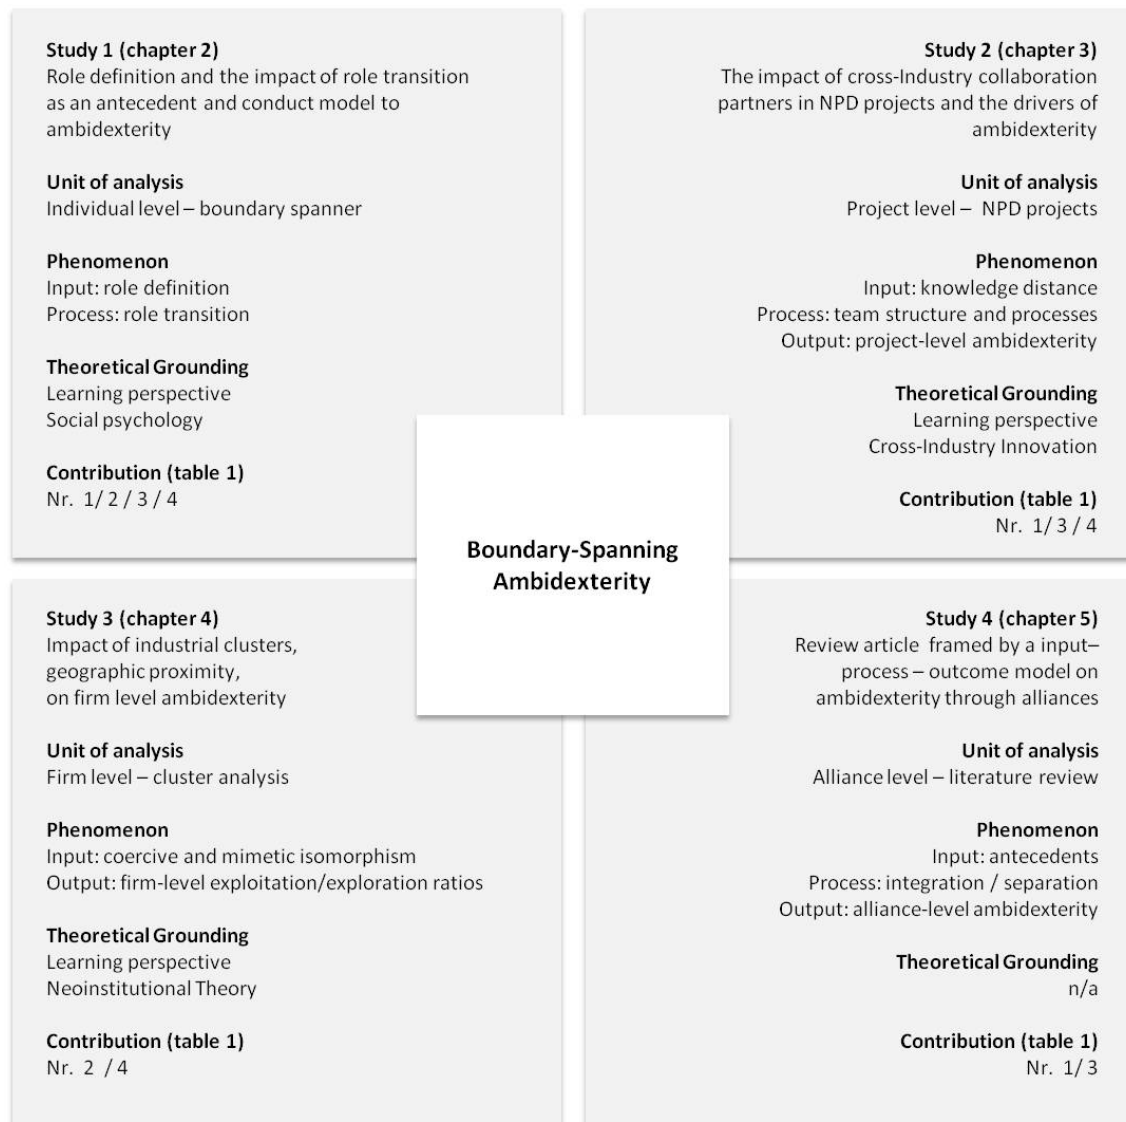 Study 1 (chapter 2)
Role definition and the impact of role transition
as an antecedent and conduct model to
ambidexterity
Unit of analysis
Individual level – boundary spanner
Phenomenon
Input: role definition
Process: role transition
Theoretical Grounding
Learning perspective
Social psychology
Contribution (table 1)
Nr. 1/ 2 / 3 / 4
Study 2 (chapter 3)
The impact of cross-Industry collaboration
partners in NPD projects and the drivers of
ambidexterity
Unit of analysis
Project level – NPD projects
Phenomenon
Input: knowledge distance
Process: team structure and processes
Output: project-level ambidexterity
Theoretical Grounding
Learning perspective
Cross-Industry Innovation
Contribution (table 1)
Nr. 1/ 3 / 4
Boundary-Spanning
Ambidexterity
Study 3 (chapter 4)
Impact of industrial clusters,
geographic proximity,
on firm level ambidexterity
Unit of analysis
Firm level – cluster analysis
Phenomenon
Input: coercive and mimetic isomorphism
Output: firm-level exploitation/exploration ratios
Theoretical Grounding
Learning perspective
Neoinstitutional Theory
Contribution (table 1)
Nr. 2 / 4
Study 4 (chapter 5)
Review article framed by a input–
process – outcome model on
ambidexterity through alliances
Unit of analysis
Alliance level – literature review
Phenomenon
Input: antecedents
Process: integration / separation
Output: alliance-level ambidexterity
Theoretical Grounding
n/a
Contribution (table 1)
Nr. 1/ 3